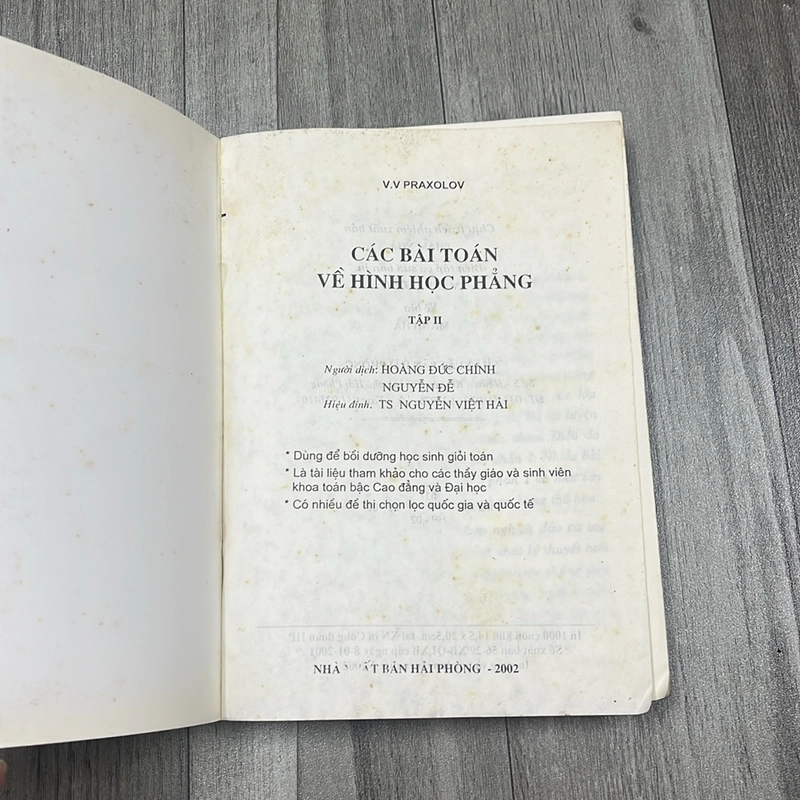 V.V PRAXOLOV
CÁC BÀI TOÁN
VỀ HÌNH HỌC PHẲNG
TẬP II
Người dịch: HOÀNG ĐỨC CHÍNH
NGUYỄN ĐỄ
Hiệu đính. TS NGUYỄN VIỆT HẢI
* Dùng để bồi dưỡng học sinh giỏi toán
* Là tài liệu tham khảo cho các thầy giáo và sinh viên
khoa toán bậc Cao đẳng và Đại học
* Có nhiều đề thi chọn lọc quốc gia và quốc tế
NHÀ XUẤT BẢN HẢI PHÒNG - 2002